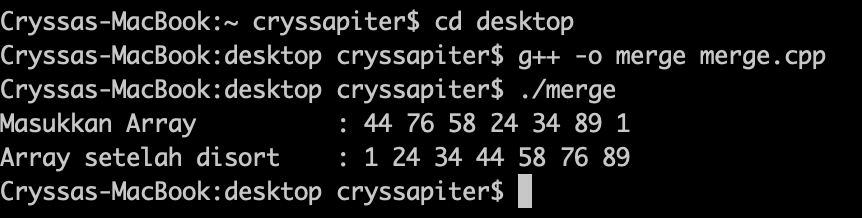 Cryssas-MacBook:~ cryssapiter$ cd desktop
Cryssas-MacBook:desktop cryssapiter$ g++ -o merge merge.cpp
Cryssas-MacBook:desktop cryssapiter$ ./merge
Masukkan Array          : 44 76 58 24 34 89 1
Array setelah disort    : 1 24 34 44 58 76 89
Cryssas-MacBook:desktop cryssapiter$